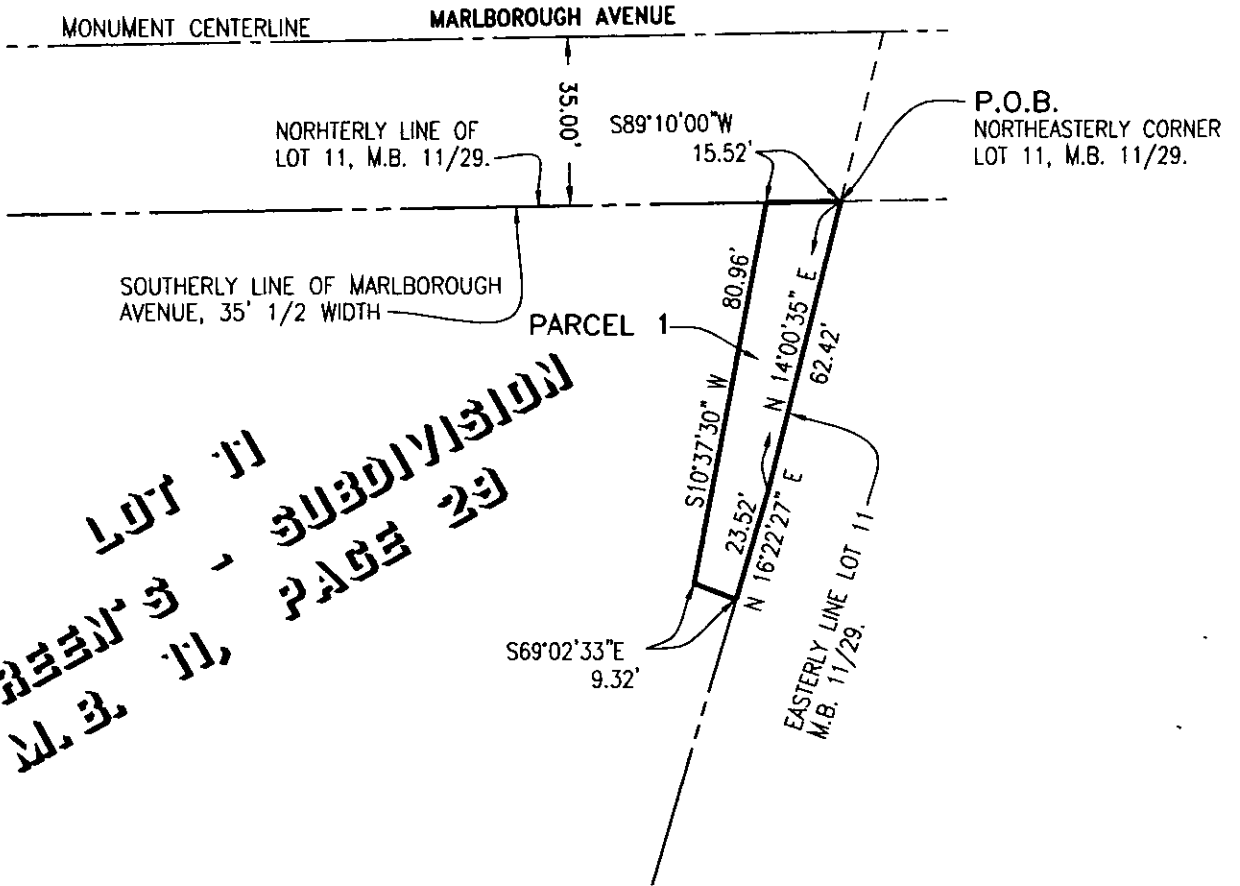 MONUMENT CENTERLINE
MARLBOROUGH AVENUE
35.00'
NORHTERLY LINE OF
LOT 11, M.B. 11/29.
S89°10'00"W
15.52'
P.O.B.
NORTHEASTERLY CORNER
LOT 11, M.B. 11/29.
SOUTHERLY LINE OF MARLBOROUGH
AVENUE, 35' 1/2 WIDTH
PARCEL 1
80.96'
S10°37'30" W
N 14°00'35" E
62.42'
23.52'
N 16°22'27" E
EASTERLY LINE LOT 11
M.B. 11/29.
S69°02'33"E
9.32'
LOT 11
REEN'S ' SUBDIVISION
M.B. 11, PAGE 29